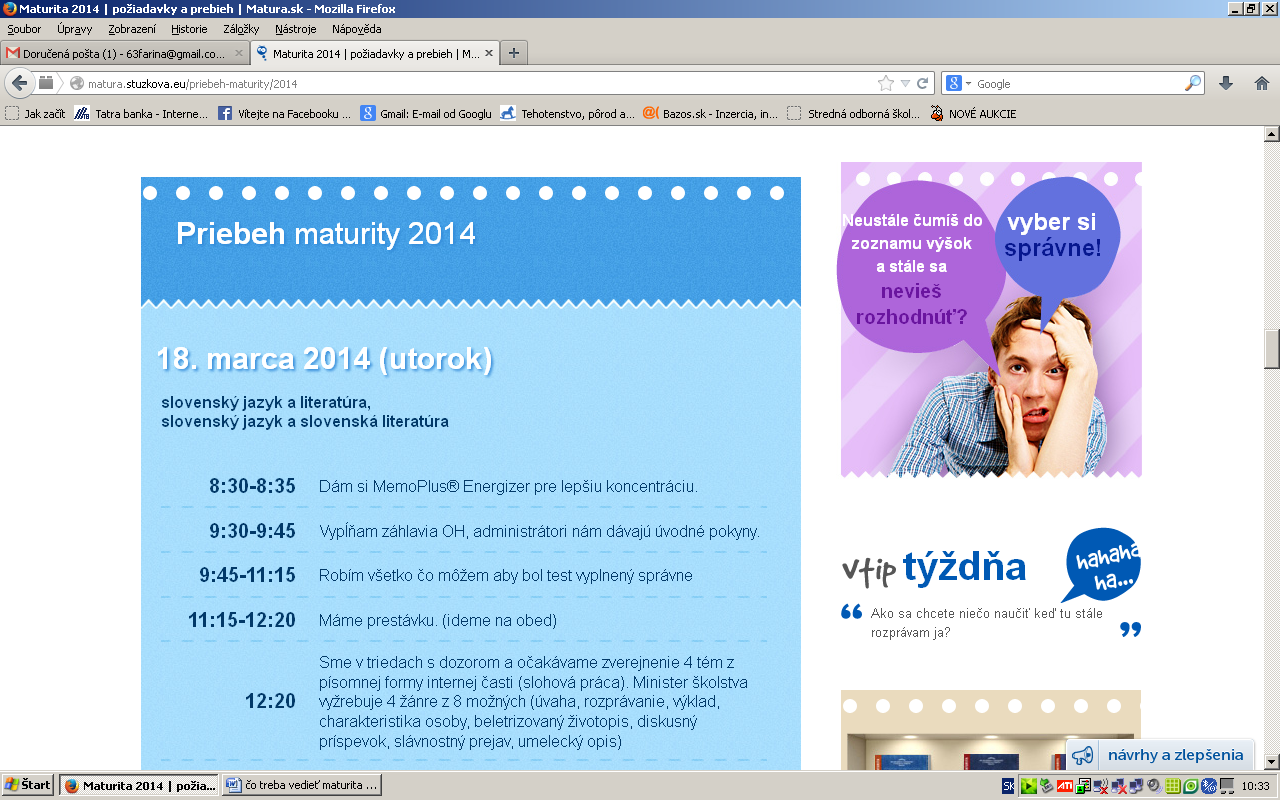 Maturita 2014 | požiadavky a prebieh | Matura.sk - Mozilla Firefox
Soubor Úpravy Zobrazení Historie Záložky Nástroje Nápověda
Doručená pošta (1) - 63farina@gmail.co...
Maturita 2014 | požiadavky a prebieh | M...
matura.stuzkova.eu/priebeh-maturity/2014
Google
Jak začít
Tatra banka - Interne...
Vítejte na Facebooku ...
Gmail: E-mail od Googlu
Tehotenstvo, pôrod a...
Bazos.sk - Inzercia, in...
Stredná odborná škol...
NOVÉ AUKCIE
Priebeh maturity 2014
18. marca 2014 (utorok)
slovenský jazyk a literatúra,
slovenský jazyk a slovenská literatúra
8:30-8:35 Dám si MemoPlus® Energizer pre lepšiu koncentráciu.
9:30-9:45 Vypĺňam záhlavia OH, administrátori nám dávajú úvodné pokyny.
9:45-11:15 Robím všetko čo môžem aby bol test vyplnený správne
11:15-12:20 Máme prestávku. (ideme na obed)
12:20
Sme v triedach s dozorom a očakávame zverejnenie 4 tém z
písomnej formy internej časti (slohová práca). Minister školstva
vyžrebuje 4 žánre z 8 možných (úvaha, rozprávanie, výklad,
charakteristika osoby, beletrizovaný životopis, diskusný
príspevok, slávnostný prejav, umelecký opis)
Neustále čumíš do
zoznamu výšok
a stále sa
nevieš
rozhodnúť?
vyber si
správne!
vtip týždňa
hahaha
ha...
“ Ako sa chcete niečo naučiť keď tu stále
rozprávam ja? ”
návrhy a zlepšenia
Štart
Maturita 2014 | požia...
čo treba vedieť maturita ...
SK
ATI
10:33